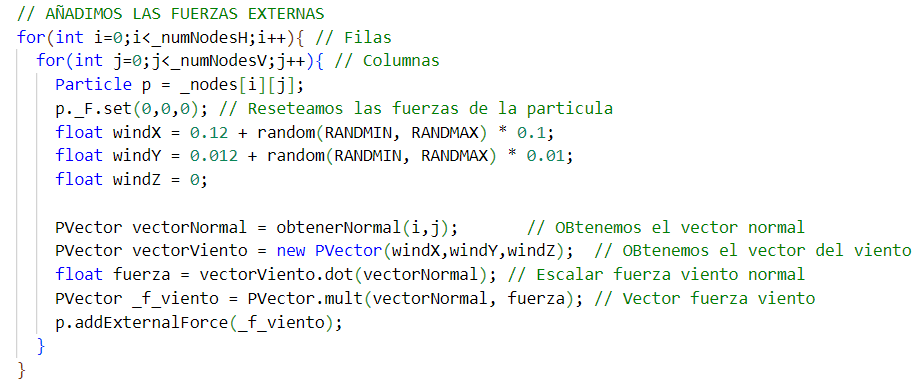 // AÑADIMOS LAS FUERZAS EXTERNAS
for(int i=0;i<_numNodesH;i++){ // Filas
  for(int j=0;j<_numNodesV;j++){ // Columnas
    Particle p = _nodes[i][j];
    p._F.set(0,0,0); // Reseteamos las fuerzas de la particula
    float windX = 0.12 + random(RANDMIN, RANDMAX) * 0.1;
    float windY = 0.012 + random(RANDMIN, RANDMAX) * 0.01;
    float windZ = 0;

    PVector vectorNormal = obtenerNormal(i,j);       // OBtenemos el vector normal
    PVector vectorViento = new PVector(windX,windY,windZ);  // OBtenemos el vector del viento
    float fuerza = vectorViento.dot(vectorNormal); // Escalar fuerza viento normal
    PVector _f_viento = PVector.mult(vectorNormal, fuerza); // Vector fuerza viento
    p.addExternalForce(_f_viento);
  }
}